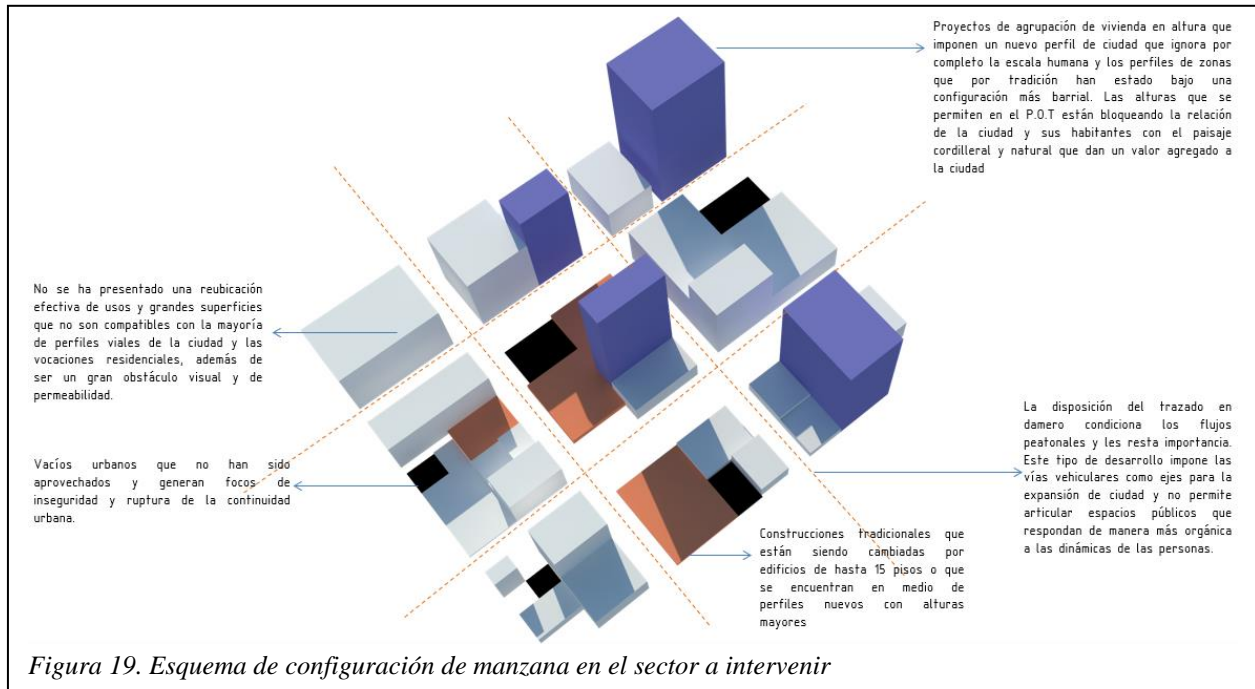 Proyectos de agrupación de vivienda en altura que
imponen un nuevo perfil de ciudad que ignora por
completo la escala humana y los perfiles de zonas
que por tradición han estado bajo una
configuración más barrial. Las alturas que se
permiten en el P.O.T están bloqueando la relación
de la ciudad y sus habitantes con el paisaje
cordilleral y natural que dan un valor agregado a
la ciudad
No se ha presentado una reubicación
efectiva de usos y grandes superficies
que no son compatibles con la mayoría
de perfiles viales de la ciudad y las
vocaciones residenciales, además de
ser un gran obstáculo visual y de
permeabilidad.
Vacíos urbanos que no han sido
aprovechados y generan focos de
inseguridad y ruptura de la continuidad
urbana.
La disposición del trazado en
damero condiciona los flujos
peatonales y les resta importancia.
Este tipo de desarrollo impone las
vías vehiculares como ejes para la
expansión de ciudad y no permite
articular espacios públicos que
respondan de manera más orgánica
a las dinámicas de las personas.
Construcciones tradicionales que
están siendo cambiadas por
edificios de hasta 15 pisos o que
se encuentran en medio de
perfiles nuevos con alturas
mayores
Figura 19. Esquema de configuración de manzana en el sector a intervenir